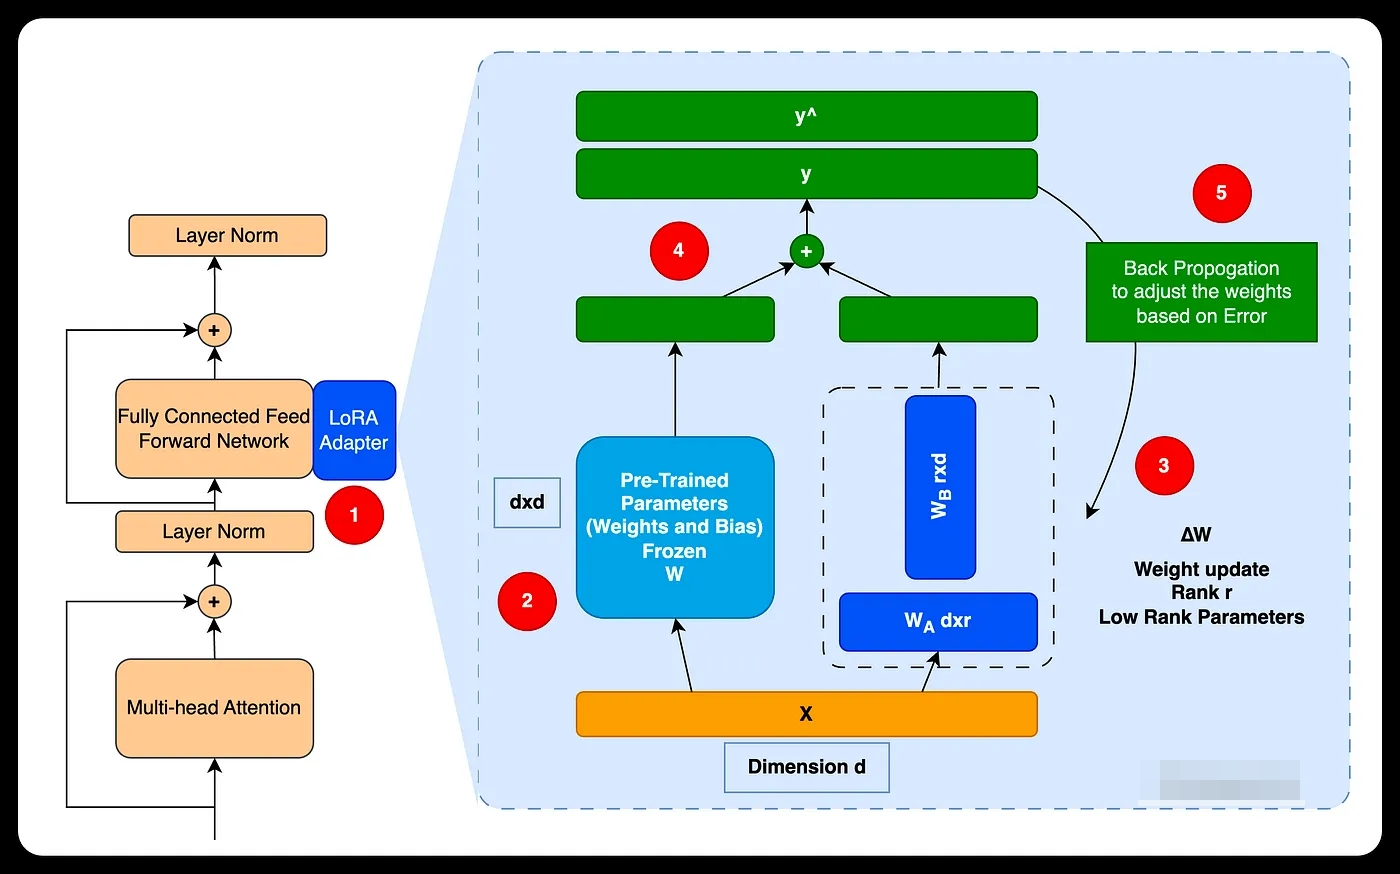 Layer Norm
+
Fully Connected Feed
Forward Network
LoRA
Adapter
1
Layer Norm
+
Multi-head Attention
y^
y
5
4
+
Back Propogation
to adjust the weights
based on Error
dxd
Pre-Trained
Parameters
(Weights and Bias)
Frozen
W
2
W_B rxd
W_A dxr
3
ΔW
Weight update
Rank r
Low Rank Parameters
X
Dimension d